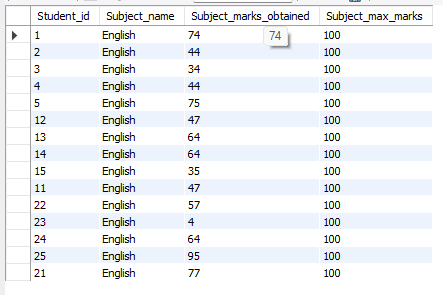 Student_id Subject_name Subject_marks_obtained Subject_max_marks
1 English 74 100
74
2 English 44 100
3 English 34 100
4 English 44 100
5 English 75 100
12 English 47 100
13 English 64 100
14 English 64 100
15 English 35 100
11 English 47 100
22 English 57 100
23 English 4 100
24 English 64 100
25 English 95 100
21 English 77 100